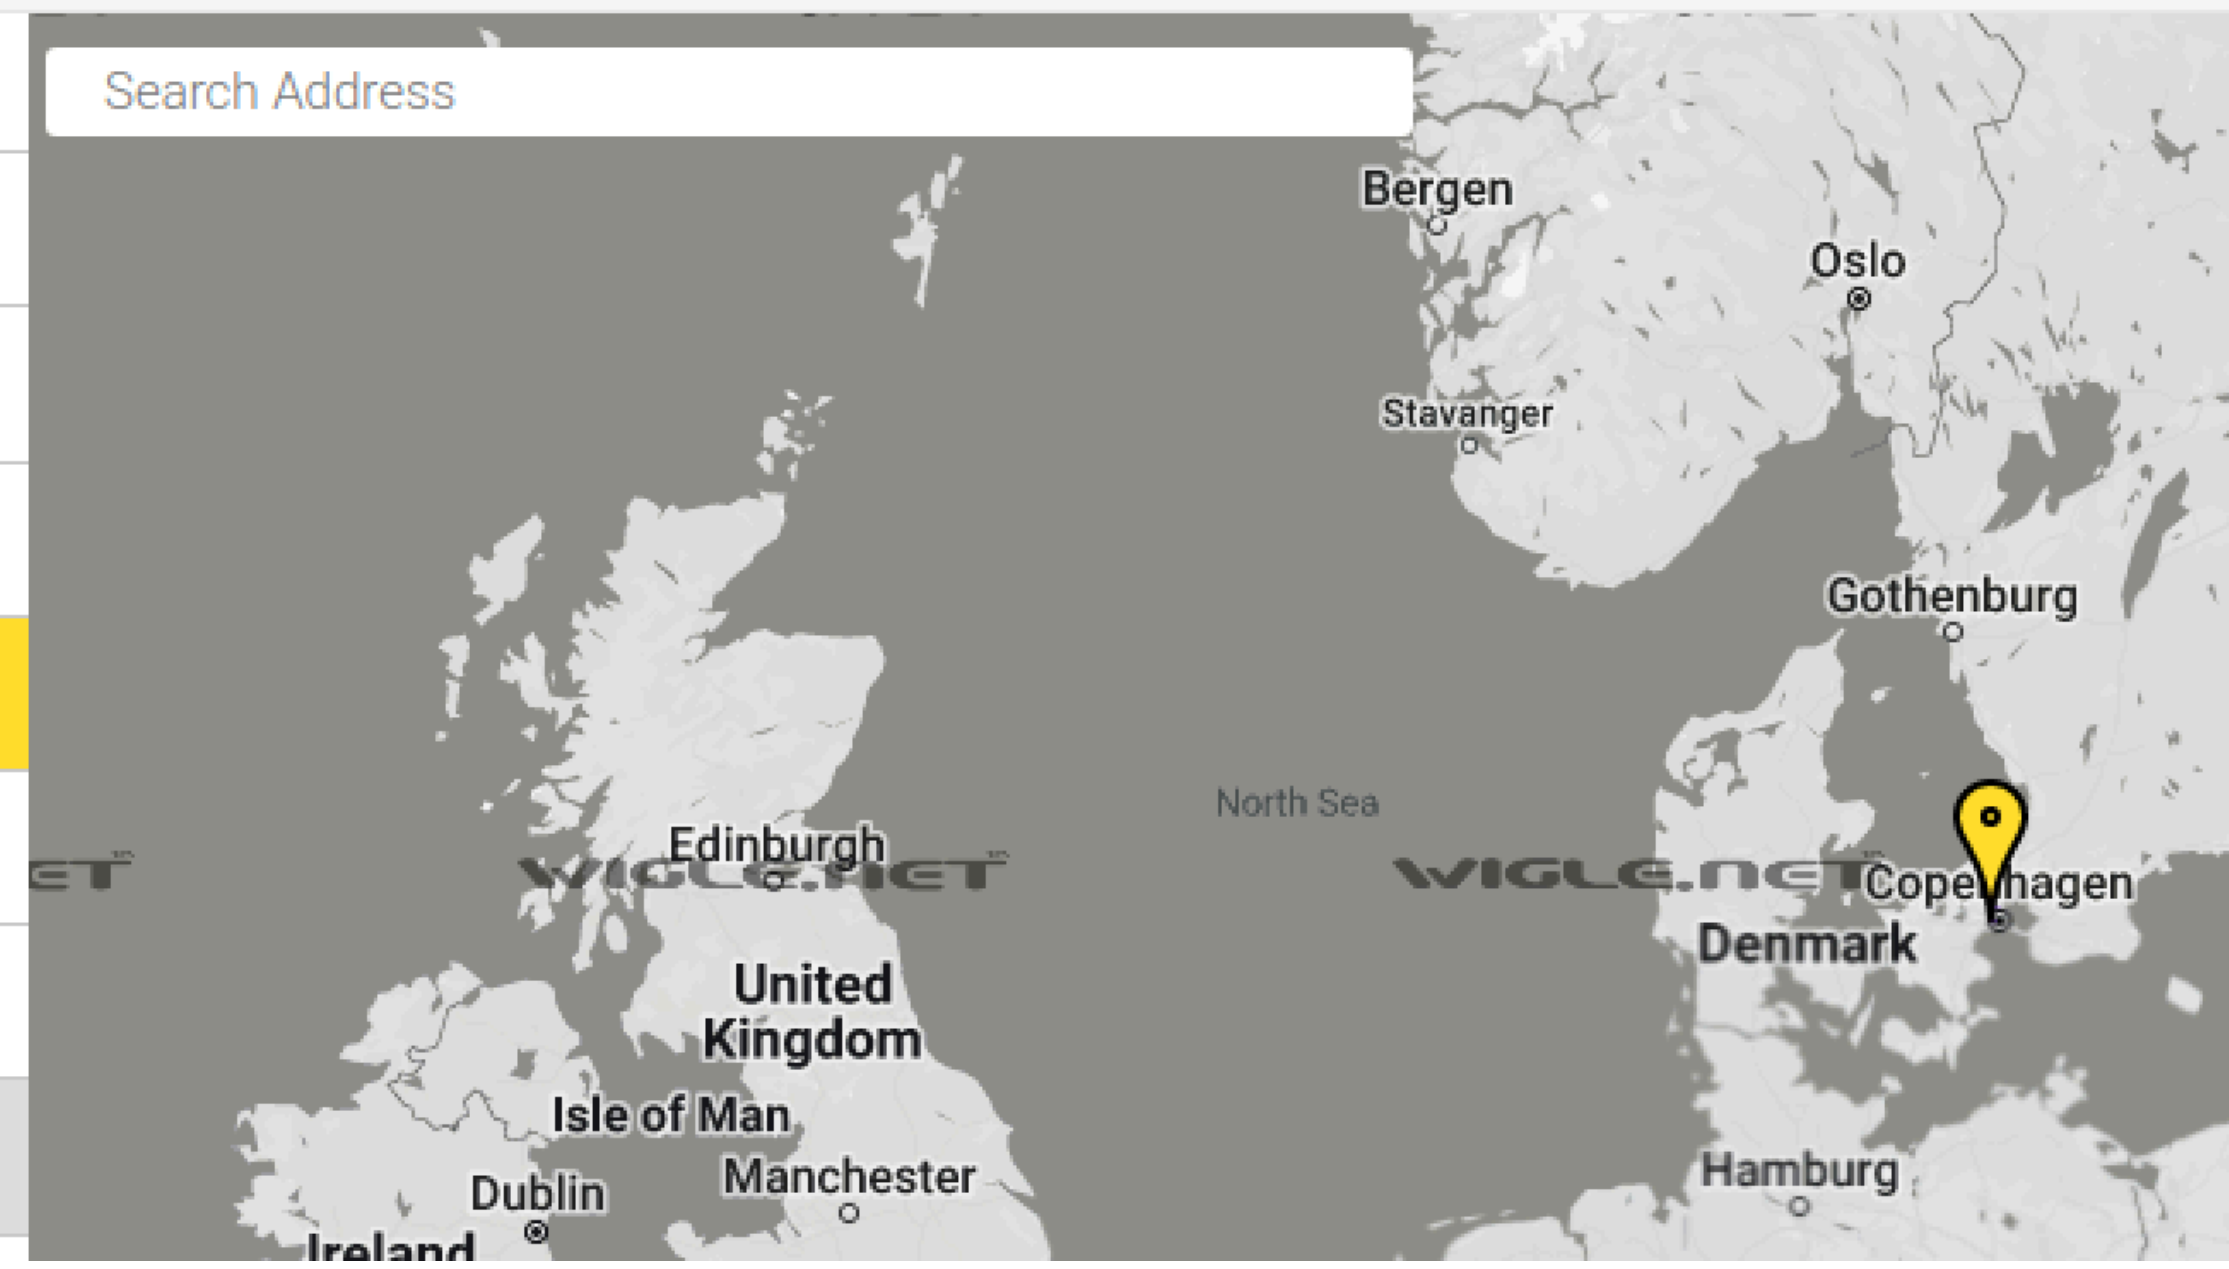 Search Address
Bergen
Oslo
Stavanger
Gothenburg
North Sea
Edinburgh
WIGLE.NET
WIGLE.NET
ET
Copenhagen
Denmark
United
Kingdom
Isle of Man
Manchester
Hamburg
Dublin
Ireland